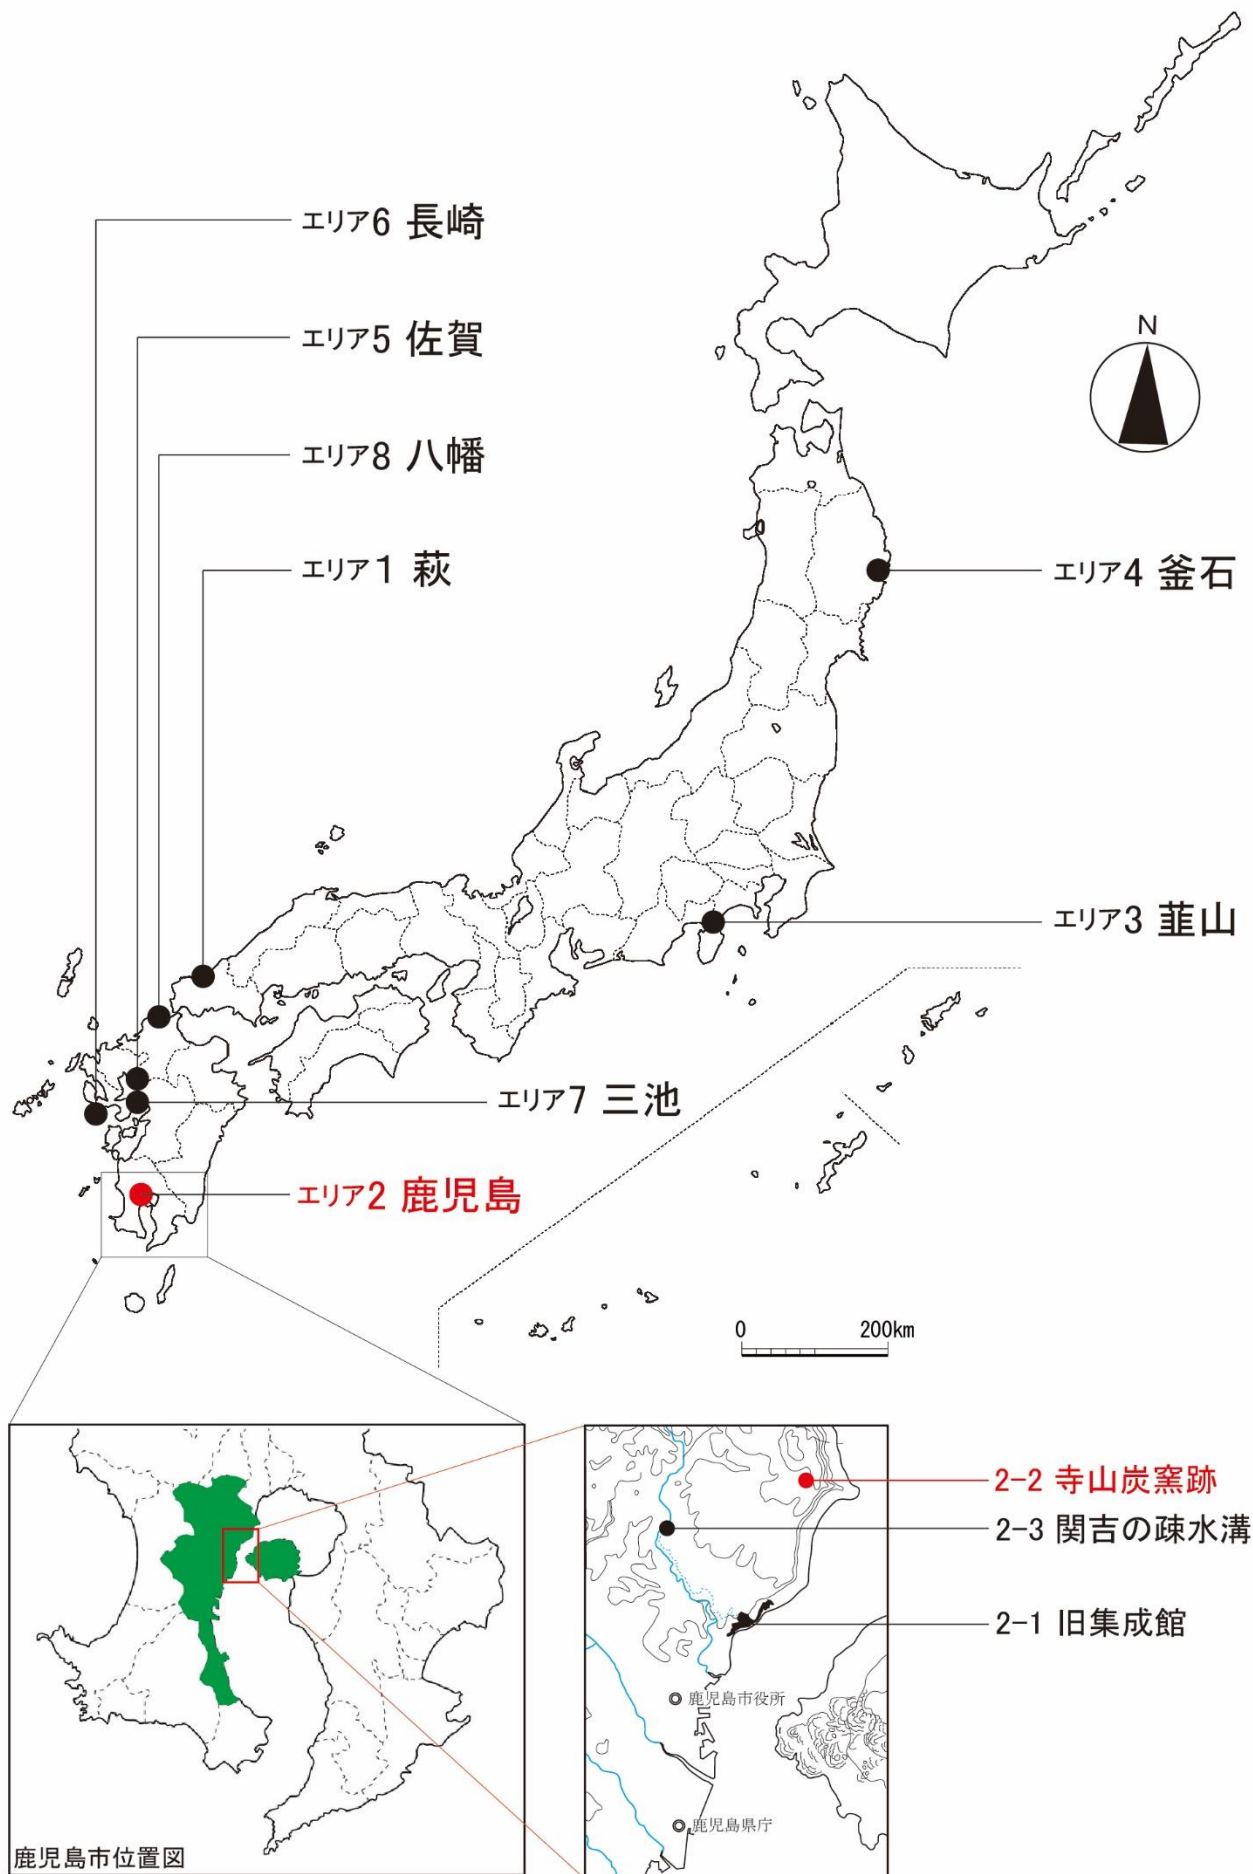 エリア6 長崎
エリア5 佐賀
N
エリア8 八幡
エリア1 萩
エリア4 釜石
エリア3 韮山
エリア7 三池
エリア2 鹿児島
0 200km
2-2 寺山炭窯跡
2-3 関吉の疎水溝
2-1 旧集成館
鹿児島市役所
鹿児島県庁
鹿児島市位置図